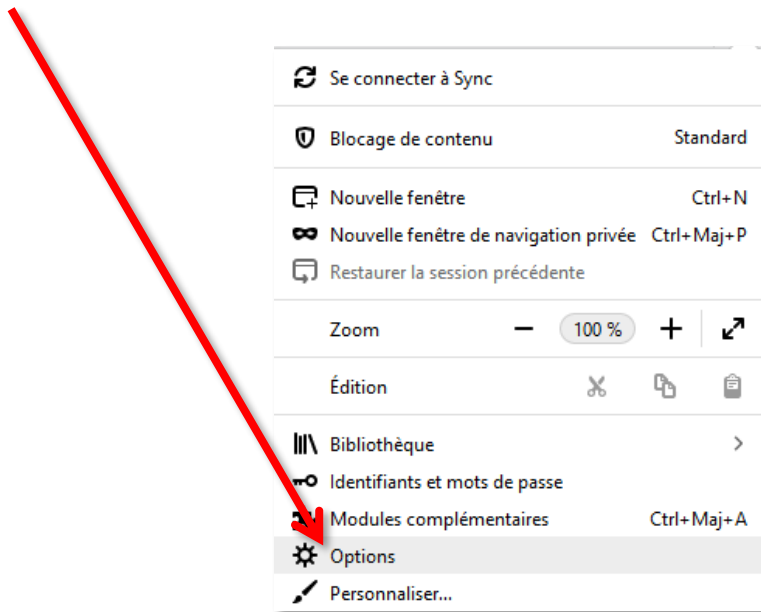 Se connecter à Sync
Blocage de contenu Standard
Nouvelle fenêtre Ctrl+N
Nouvelle fenêtre de navigation privée Ctrl+Maj+P
Restaurer la session précédente
Zoom 100 %
Édition
Bibliothèque
Identifiants et mots de passe
Modules complémentaires Ctrl+Maj+A
Options
Personnaliser...